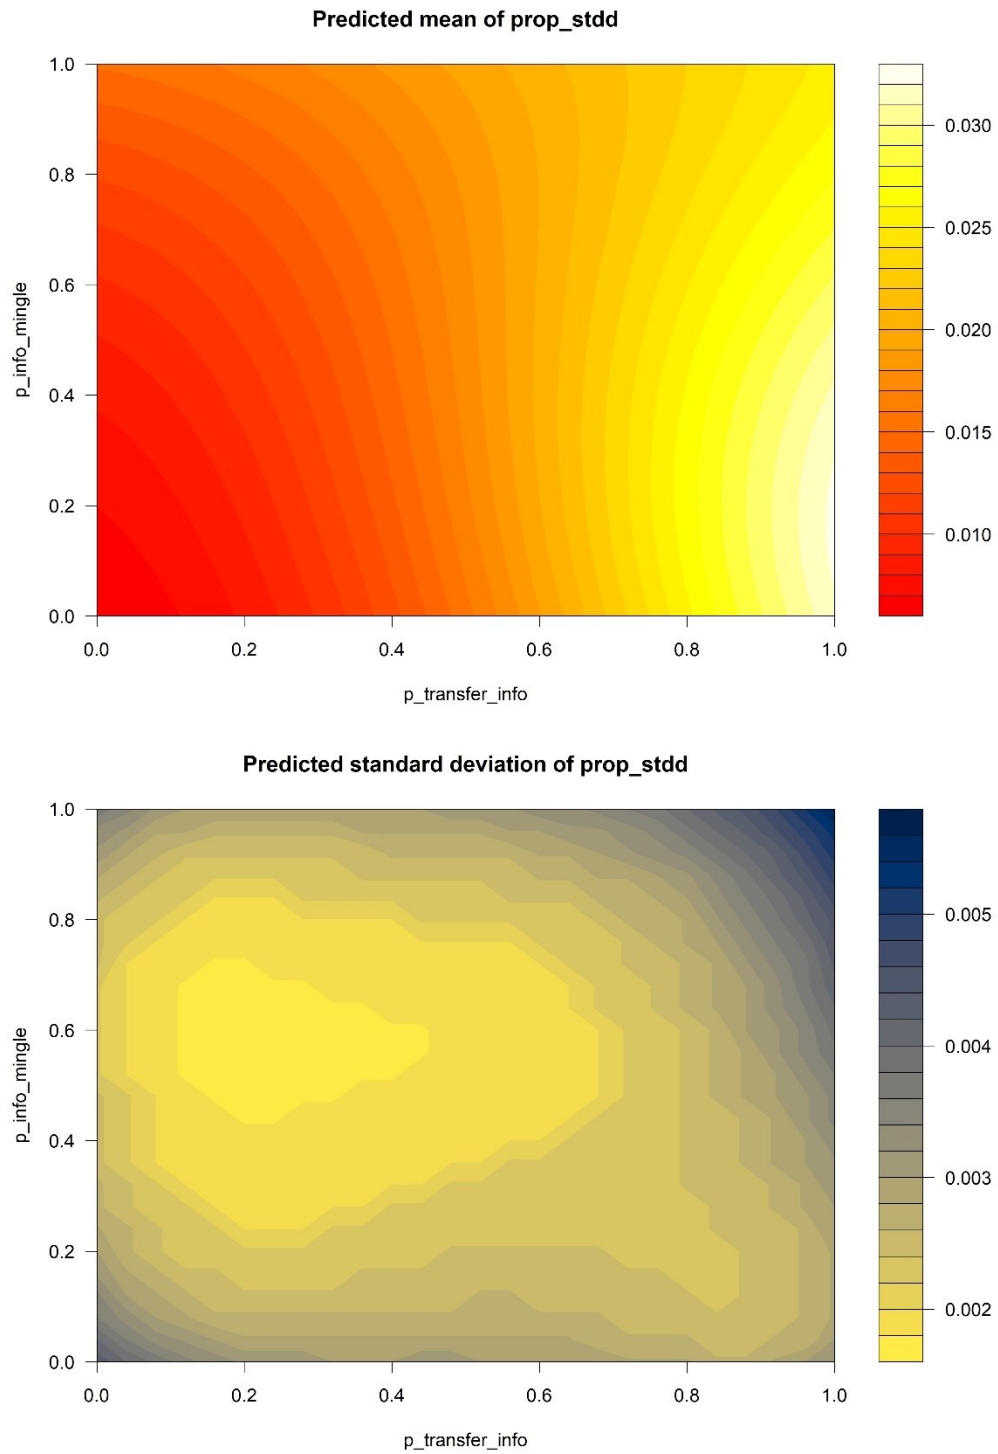 Predicted mean of prop_stdd
1.0
0.8
0.6
0.4
0.2
0.0
p_info_mingle
0.0 0.2 0.4 0.6 0.8 1.0
p_transfer_info
0.030
0.025
0.020
0.015
0.010
Predicted standard deviation of prop_stdd
1.0
0.8
0.6
0.4
0.2
0.0
p_info_mingle
0.0 0.2 0.4 0.6 0.8 1.0
p_transfer_info
0.005
0.004
0.003
0.002